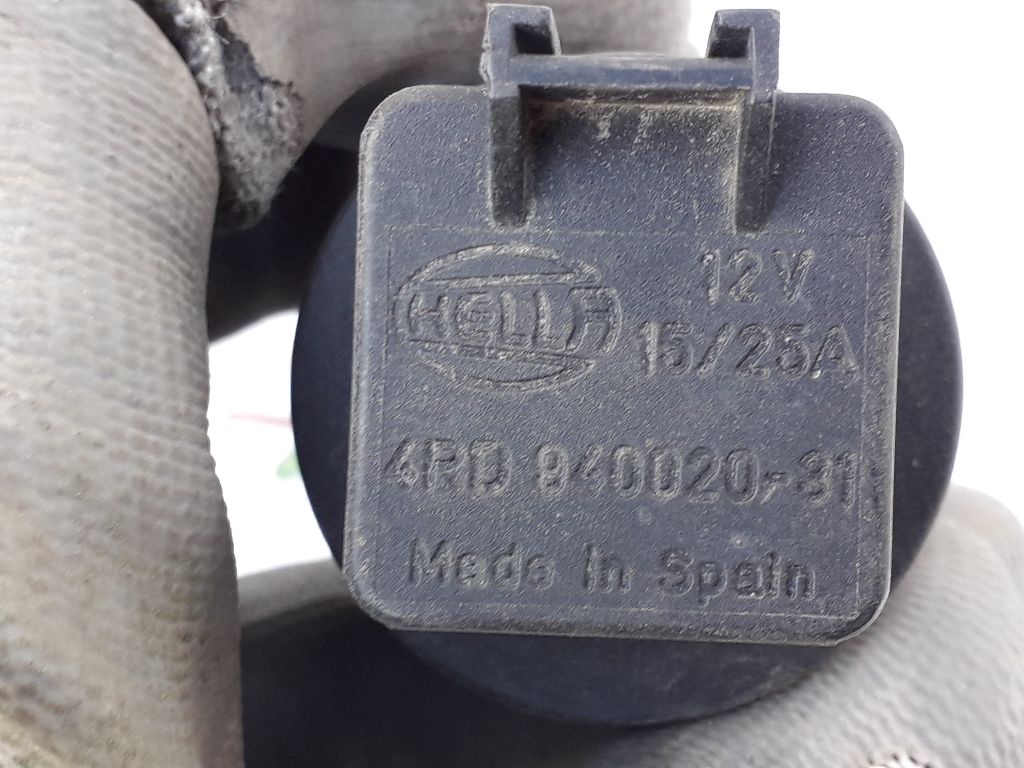 HELLA
12V
15/25A
4RD 940020-31
Made in Spain